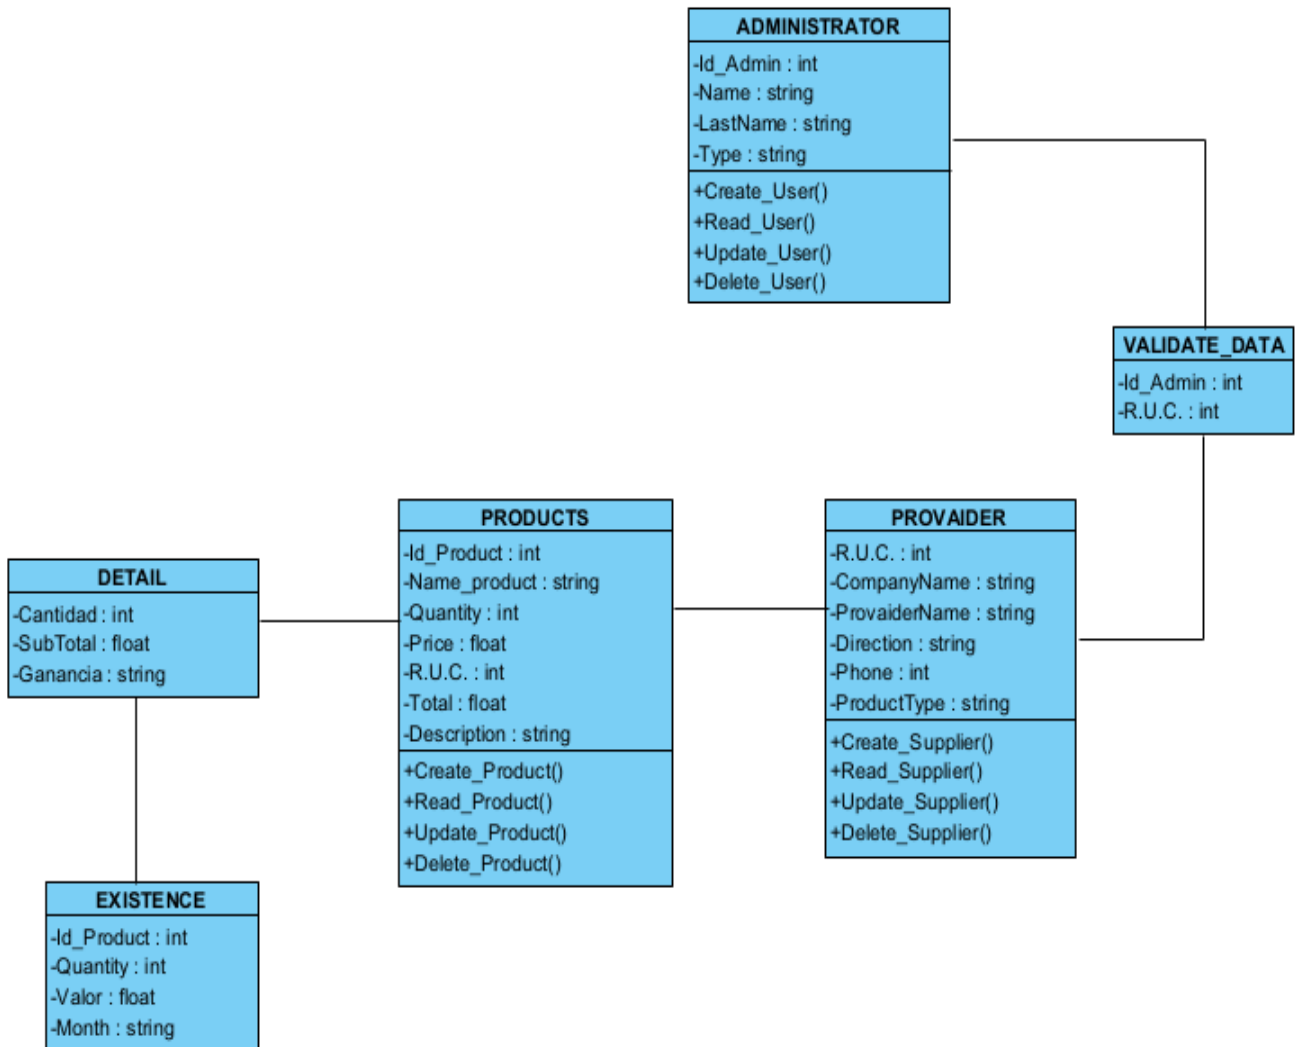 ADMINISTRATOR
-Id_Admin : int
-Name : string
-LastName : string
-Type : string
+Create_User()
+Read_User()
+Update_User()
+Delete_User()
VALIDATE_DATA
-Id_Admin : int
-R.U.C. : int
PRODUCTS
-Id_Product : int
-Name_product : string
-Quantity : int
-Price : float
-R.U.C. : int
-Total : float
-Description : string
+Create_Product()
+Read_Product()
+Update_Product()
+Delete_Product()
PROVAIDER
-R.U.C. : int
-CompanyName : string
-ProvaiderName : string
-Direction : string
-Phone : int
-ProductType : string
+Create_Supplier()
+Read_Supplier()
+Update_Supplier()
+Delete_Supplier()
DETAIL
-Cantidad : int
-SubTotal : float
-Ganancia : string
EXISTENCE
-Id_Product : int
-Quantity : int
-Valor : float
-Month : string